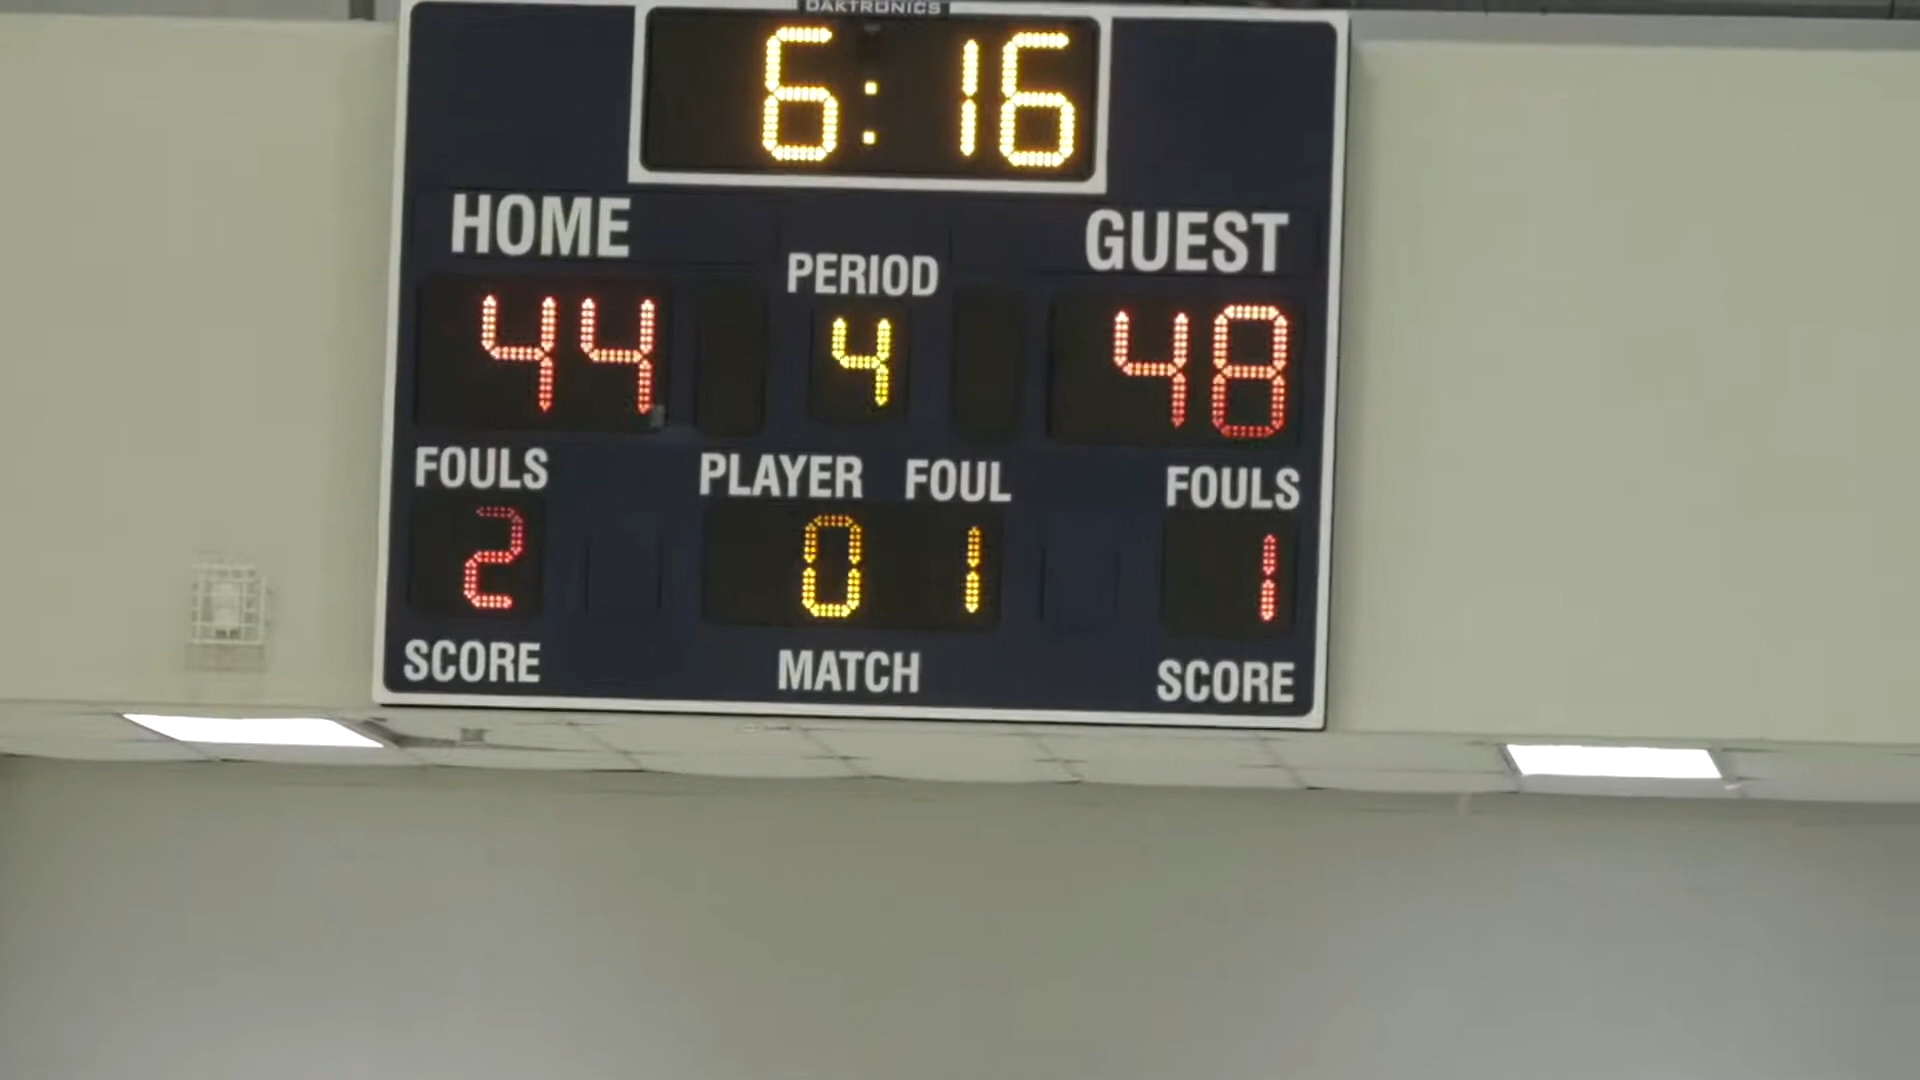 DAKTRONICS
6:16
HOME GUEST
PERIOD
44 4 48
FOULS PLAYER FOUL FOULS
2 0 1 1
SCORE MATCH SCORE